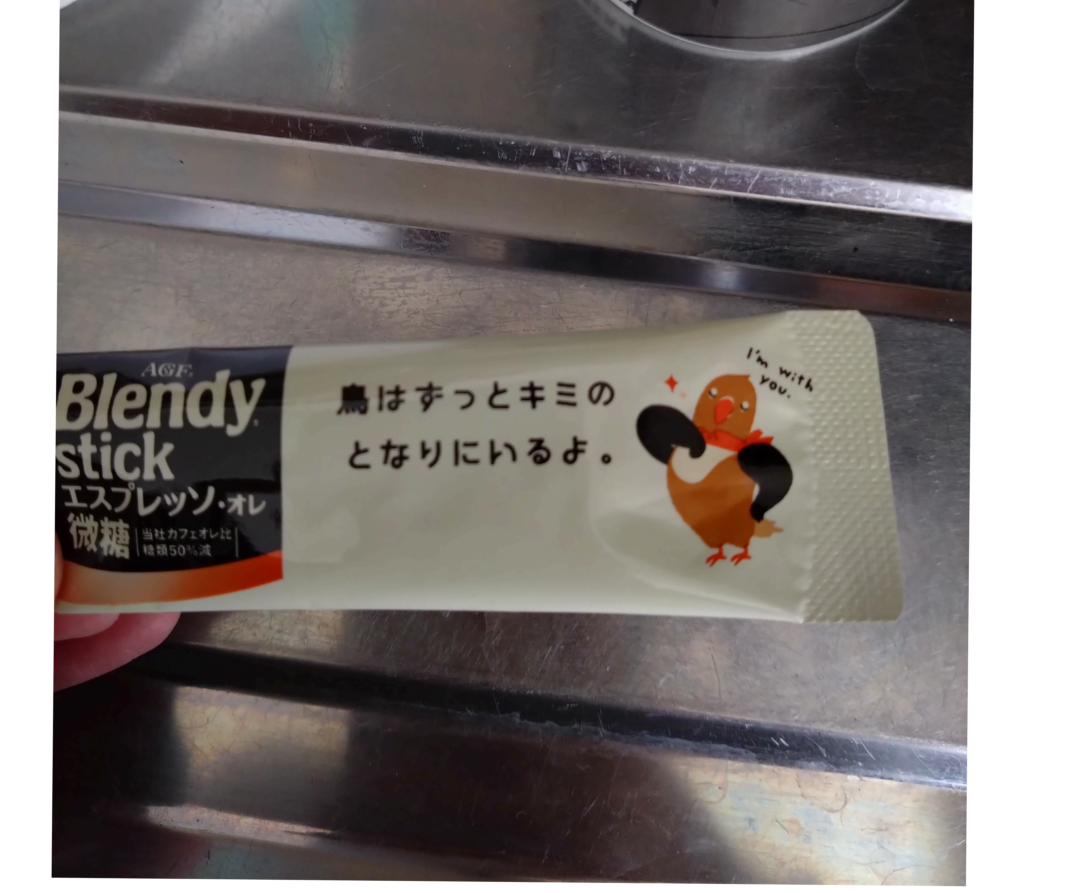 AGF
Blendy
stick
エスプレッソ・オレ
微糖
当社カフェオレ比
糖類50%減
鳥はずっとキミの
となりにいるよ。
I'm with
you.